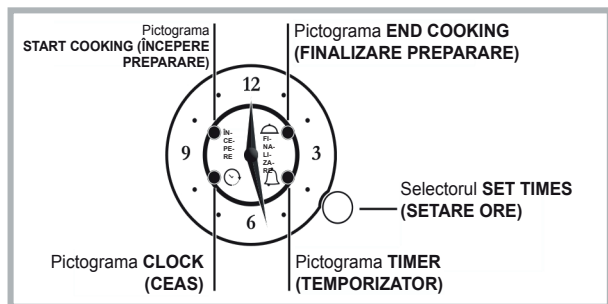 Pictograma
START COOKING (ÎNCEPERE
PREPARARE)
Pictograma END COOKING
(FINALIZARE PREPARARE)
12
3
6
9
ÎN-
CE-
PE-
RE
FI-
NA-
LI-
ZA-
RE
Selectorul SET TIMES
(SETARE ORE)
Pictograma CLOCK
(CEAS)
Pictograma TIMER
(TEMPORIZATOR)